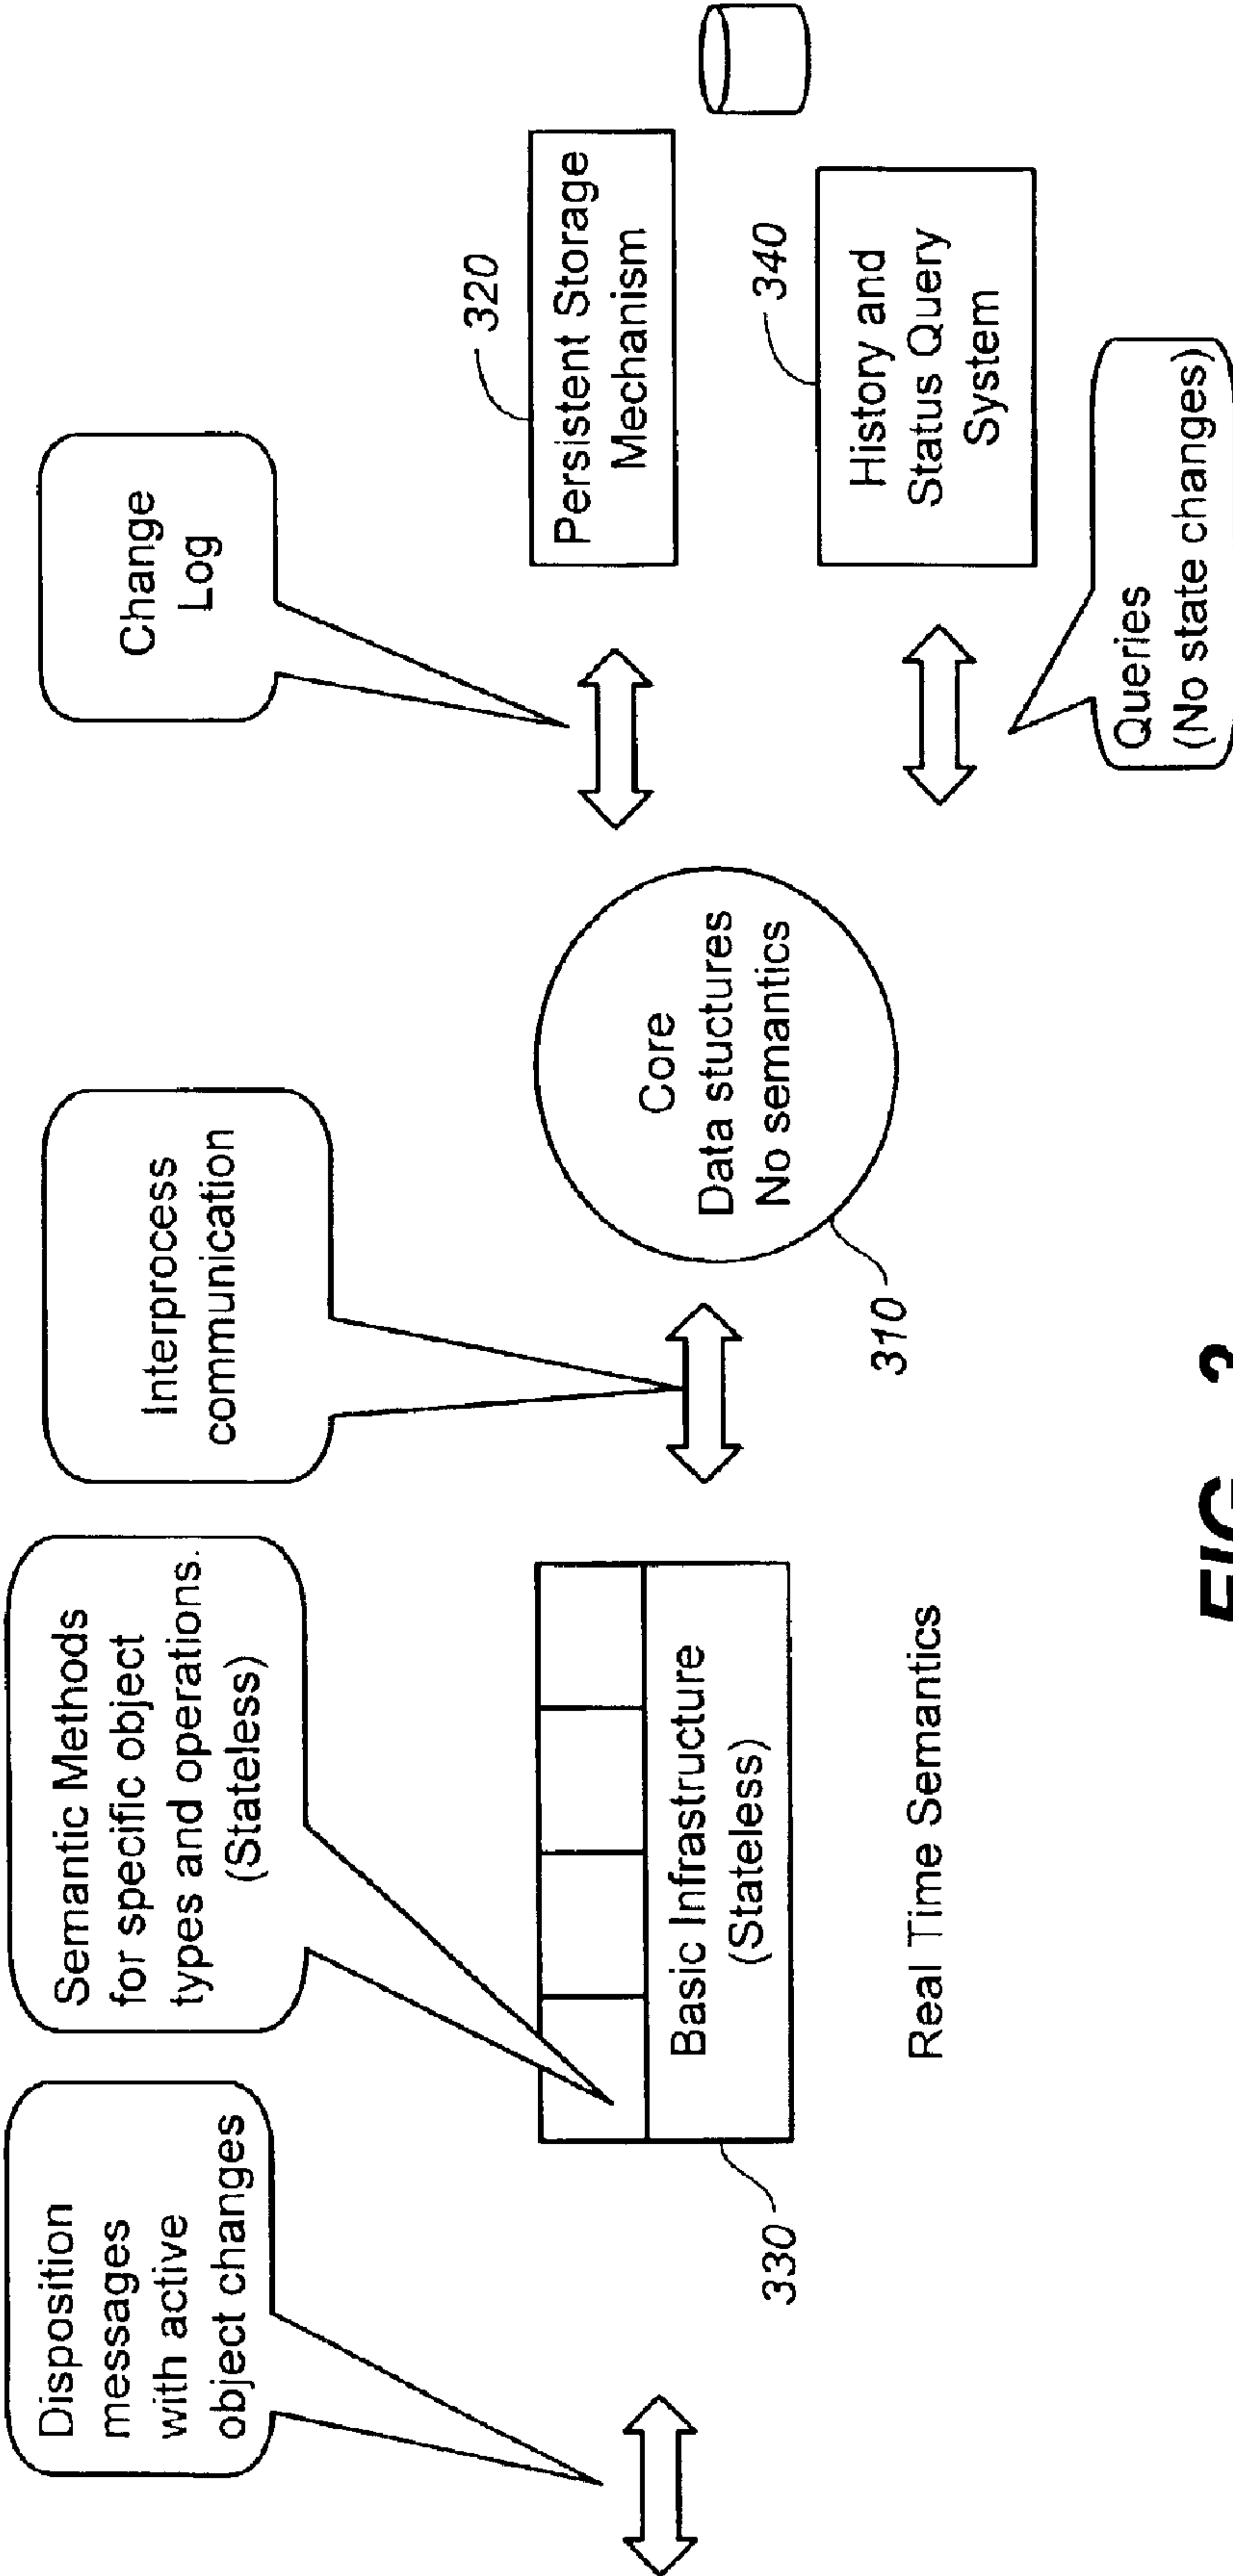 Disposition
messages
with active
object changes
Semantic Methods
for specific object
types and operations.
(Stateless)
Interprocess
communication
Change
Log
330
Basic Infrastructure
(Stateless)
Real Time Semantics
Core
Data stuctures
No semantics
310
320
Persistent Storage
Mechanism
340
History and
Status Query
System
Queries
(No state changes)
FIG